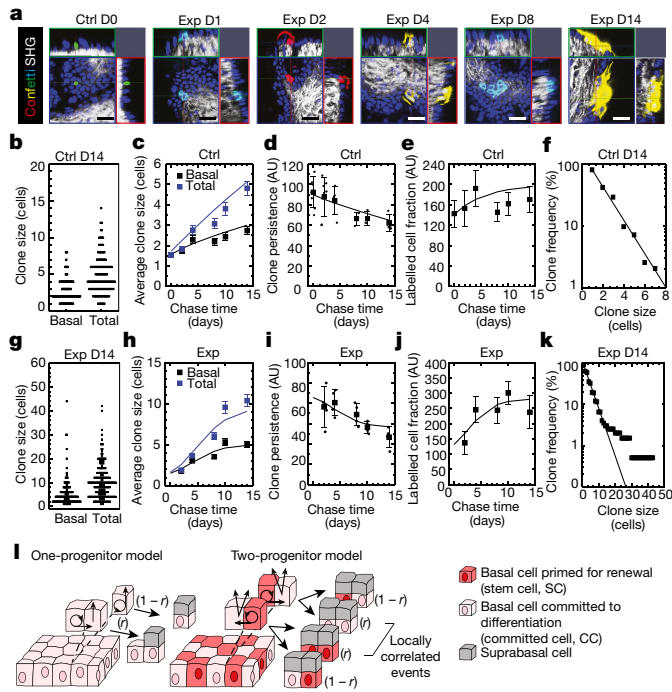 a
Ctrl D0
Exp D1
Exp D2
Exp D4
Exp D8
Exp D14
Confetti SHG
b
Ctrl D14
Clone size (cells)
20
15
10
5
0
Basal Total
c
Ctrl
Average clone size (cells)
6
5
4
3
2
1
0
Basal
Total
0 5 10 15
Chase time
(days)
d
Ctrl
Clone persistence (AU)
120
100
80
60
40
20
0
0 5 10 15
Chase time
(days)
e
Ctrl
Labelled cell fraction (AU)
250
200
150
100
50
0
0 5 10 15
Chase time
(days)
f
Ctrl D14
Clone frequency (%)
100
10
1
0 2 4 6 8
Clone size
(cells)
g
Exp D14
Clone size (cells)
60
50
40
30
20
10
0
Basal Total
h
Exp
Average clone size (cells)
15
10
5
0
Basal
Total
0 5 10 15
Chase time
(days)
i
Exp
Clone persistence (AU)
100
80
60
40
20
0
0 5 10 15
Chase time
(days)
j
Exp
Labelled cell fraction (AU)
400
350
300
250
200
150
100
50
0
0 5 10 15
Chase time
(days)
k
Exp D14
Clone frequency (%)
100
10
1
0.1
0 10 20 30 40 50
Clone size
(cells)
l
One-progenitor model
(1 – r)
(r)
Two-progenitor model
(1 – r)
(r)
(r)
(1 – r)
Locally
correlated
events
Basal cell primed for renewal
(stem cell, SC)
Basal cell committed to
differentiation
(committed cell, CC)
Suprabasal cell